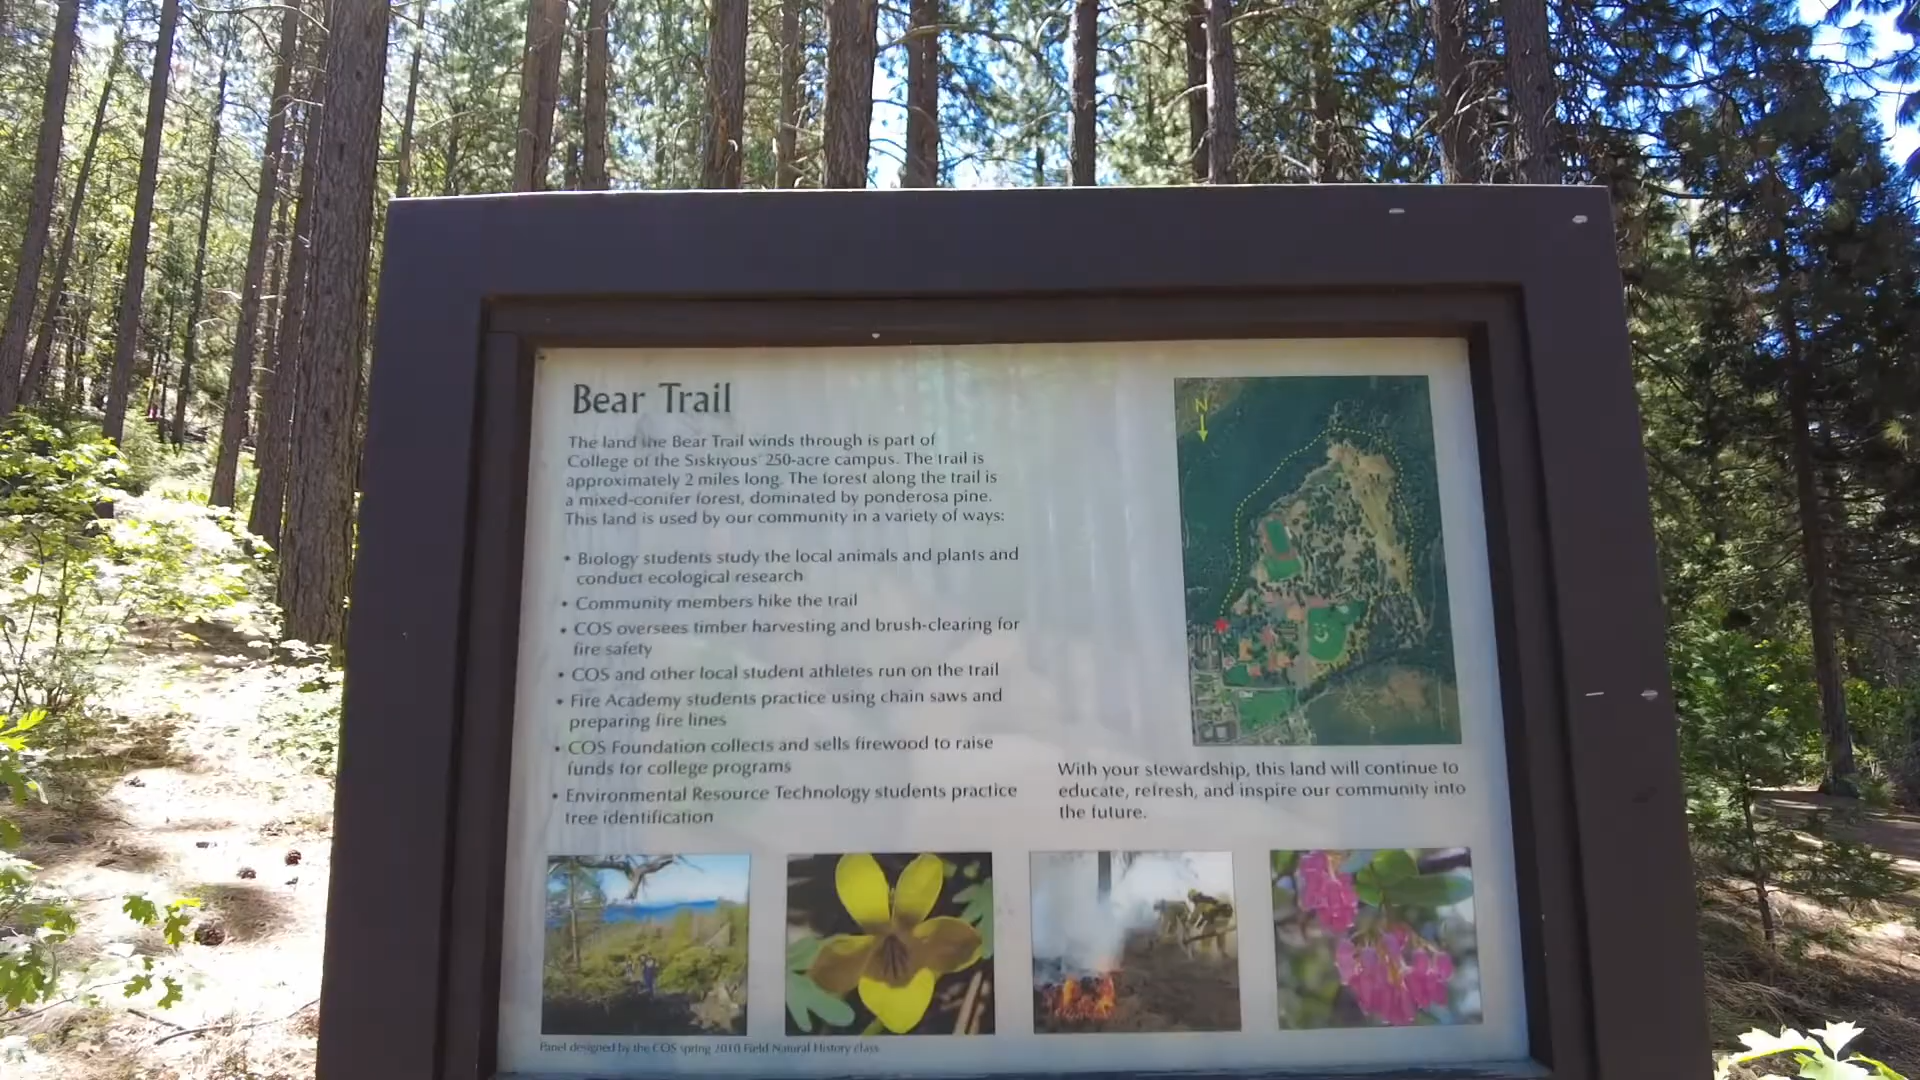 Bear Trail
The land the Bear Trail winds through is part of
College of the Siskiyous' 250-acre campus. The trail is
approximately 2 miles long. The forest along the trail is
a mixed-conifer forest, dominated by ponderosa pine.
This land is used by our community in a variety of ways:
• Biology students study the local animals and plants and
conduct ecological research
• Community members hike the trail
• COS oversees timber harvesting and brush-clearing for
fire safety
• COS and other local student athletes run on the trail
• Fire Academy students practice using chain saws and
preparing fire lines
• COS Foundation collects and sells firewood to raise
funds for college programs
• Environmental Resource Technology students practice
tree identification
N
With your stewardship, this land will continue to
educate, refresh, and inspire our community into
the future.
Panel designed by the COS spring 2010 Field Natural History class